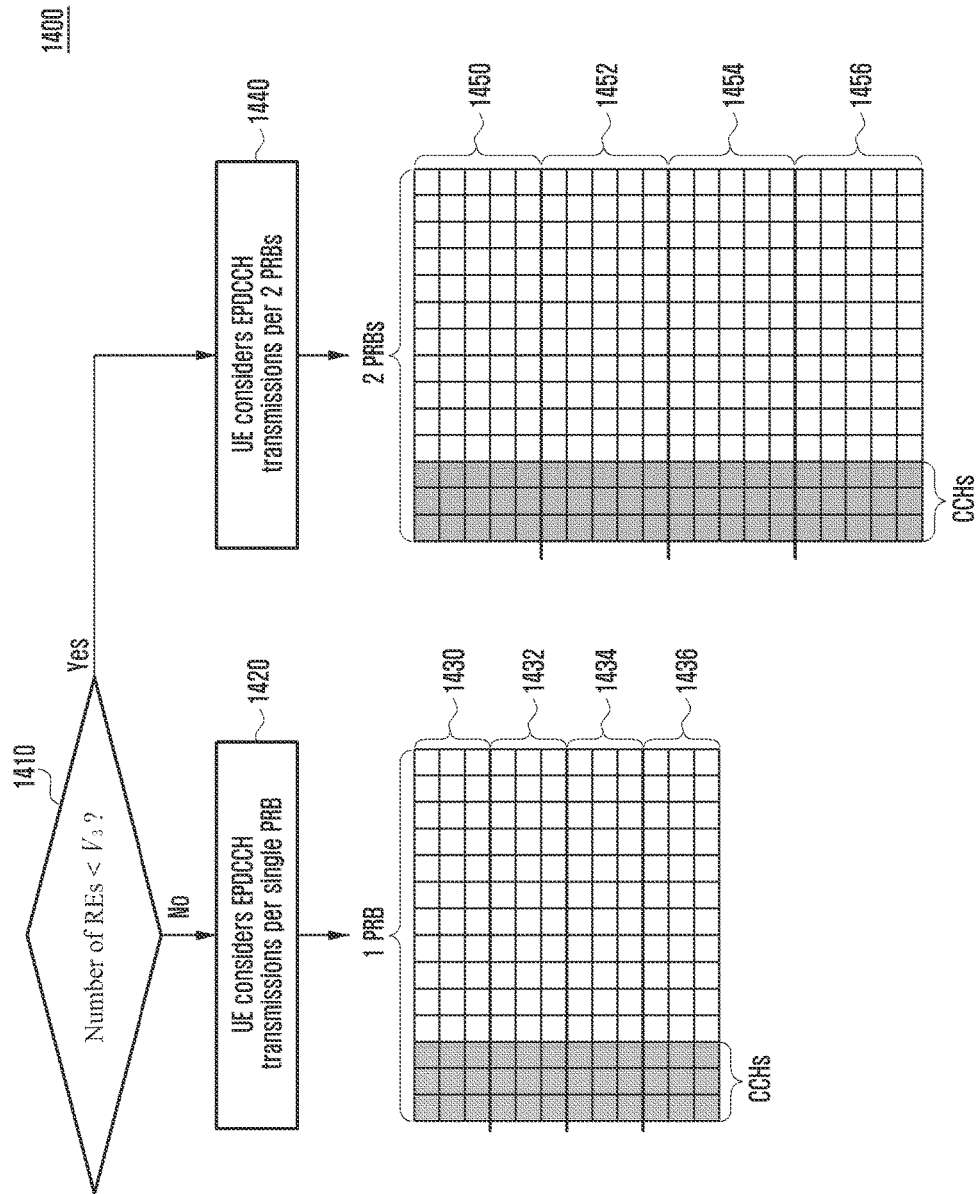 1400
1410
Number of REs < V3 ?
Yes
No
1420
UE considers EPDCCH
transmissions per single PRB
1440
UE considers EPDCCH
transmissions per 2 PRBs
1 PRB
1430
1432
1434
1436
CCHs
2 PRBs
1450
1452
1454
1456
CCHs